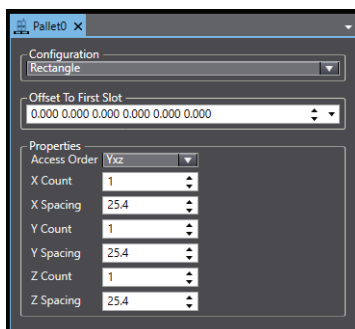 Pallet0
Configuration
Rectangle
Offset To First Slot
0.000 0.000 0.000 0.000 0.000 0.000
Properties
Access Order Yxz
X Count 1
X Spacing 25.4
Y Count 1
Y Spacing 25.4
Z Count 1
Z Spacing 25.4